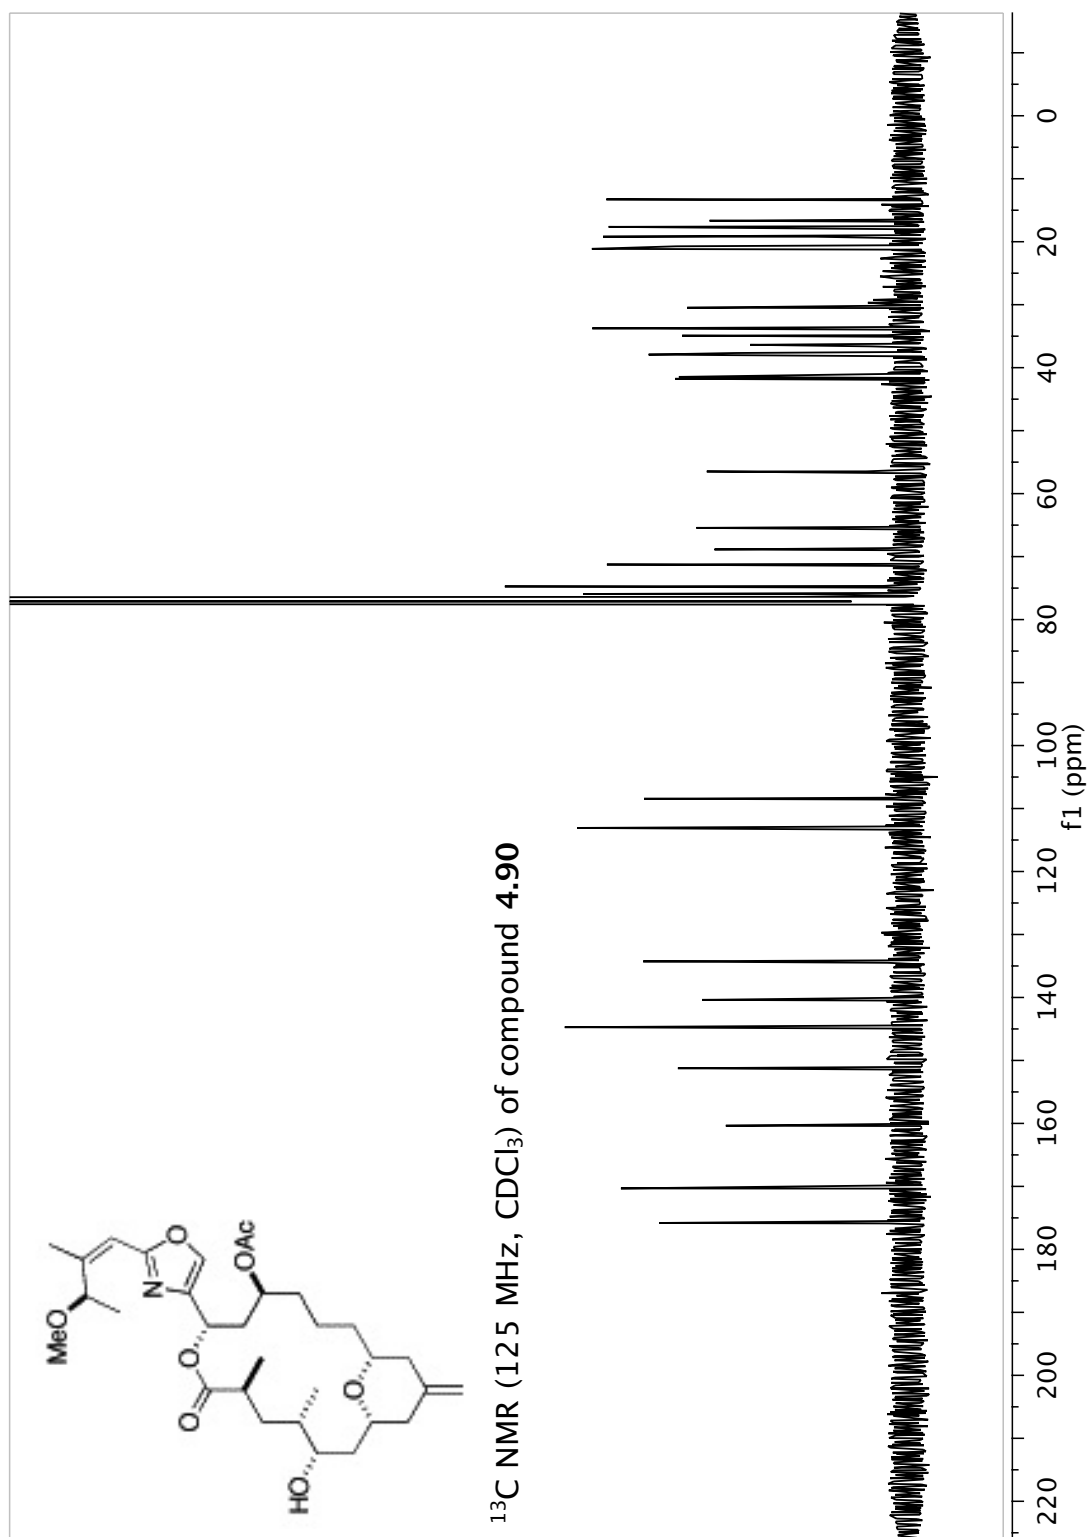 MeO
N
O
OAc
O
O
O
HO
¹³C NMR (125 MHz, CDCl₃) of compound 4.90
0
20
40
60
80
100
120
140
160
180
200
220
f1 (ppm)